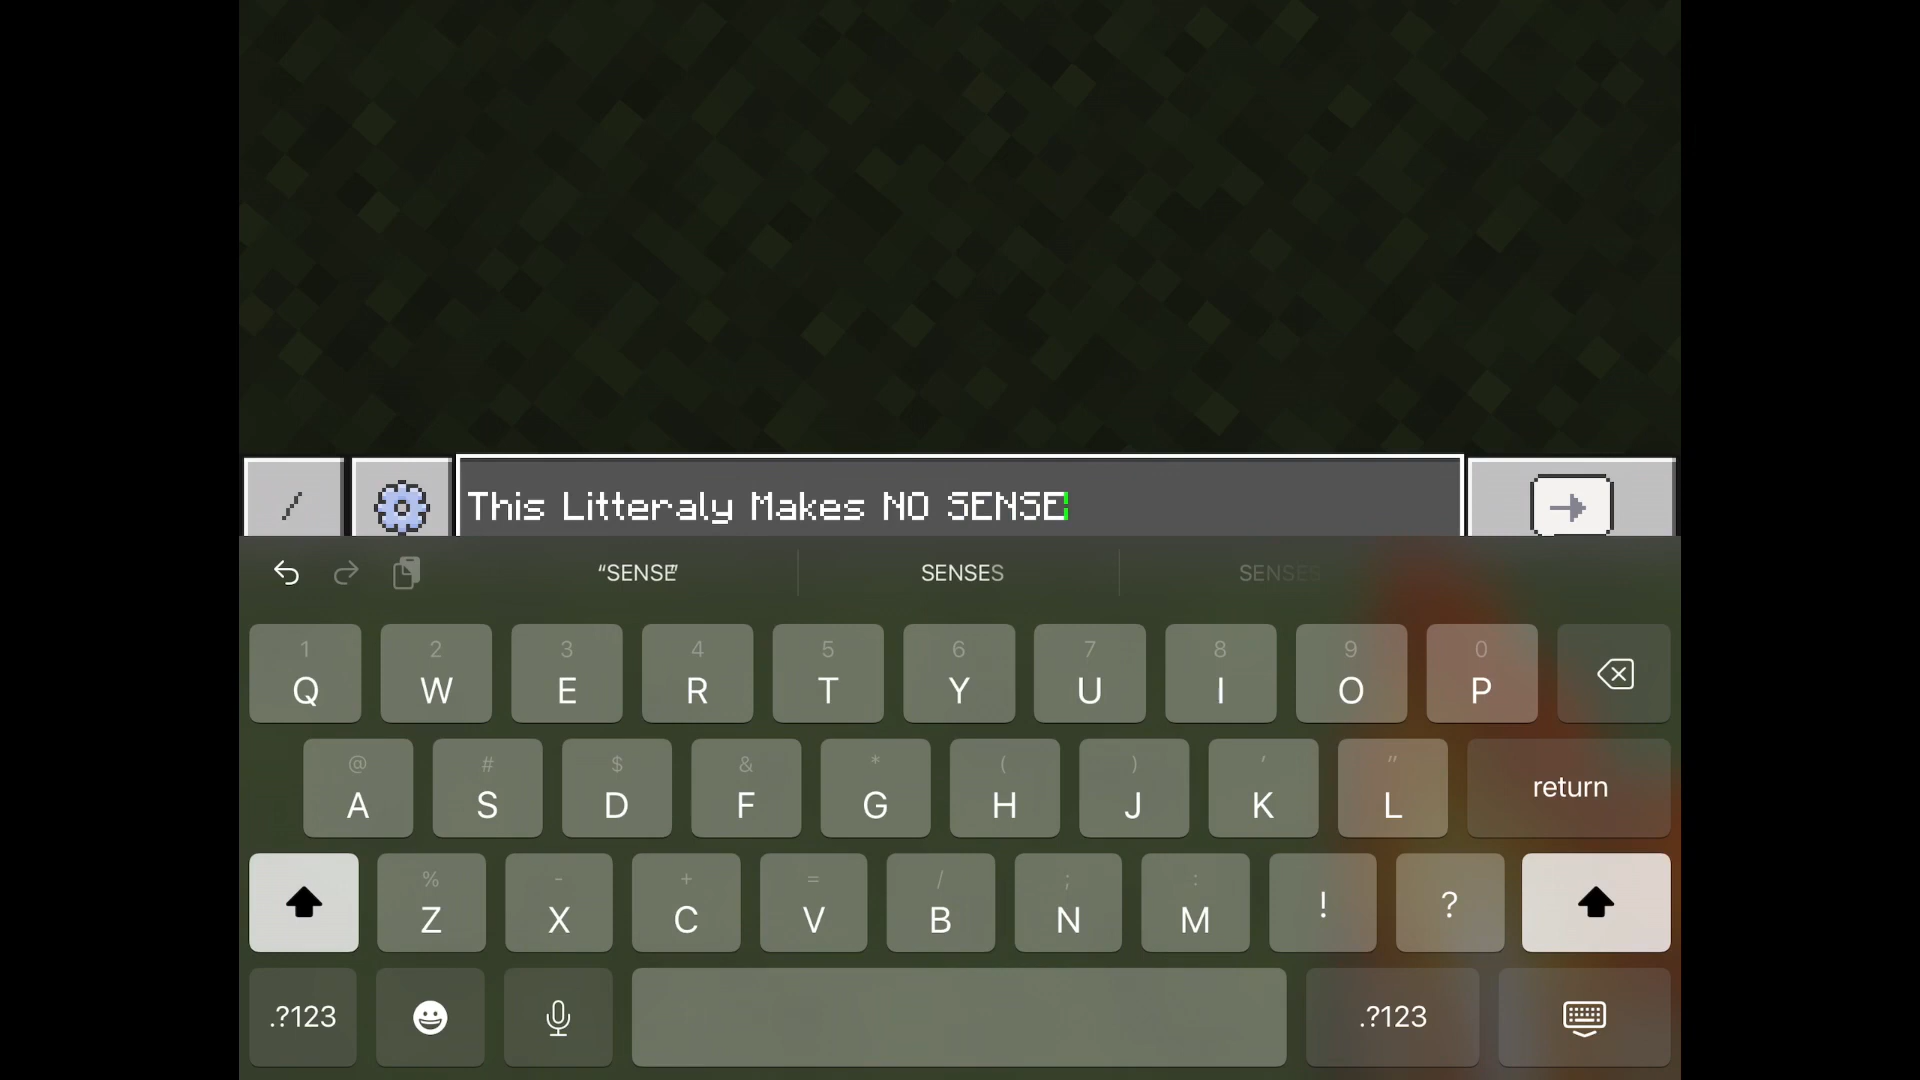 / This Litteraly Makes NO SENSE
“SENSE” SENSES SENSES
1 2 3 4 5 6 7 8 9 0
Q W E R T Y U I O P
@ # $ & * ( ) ' "
A S D F G H J K L return
% - + = / ; :
Z X C V B N M ! ?
.?123 .?123